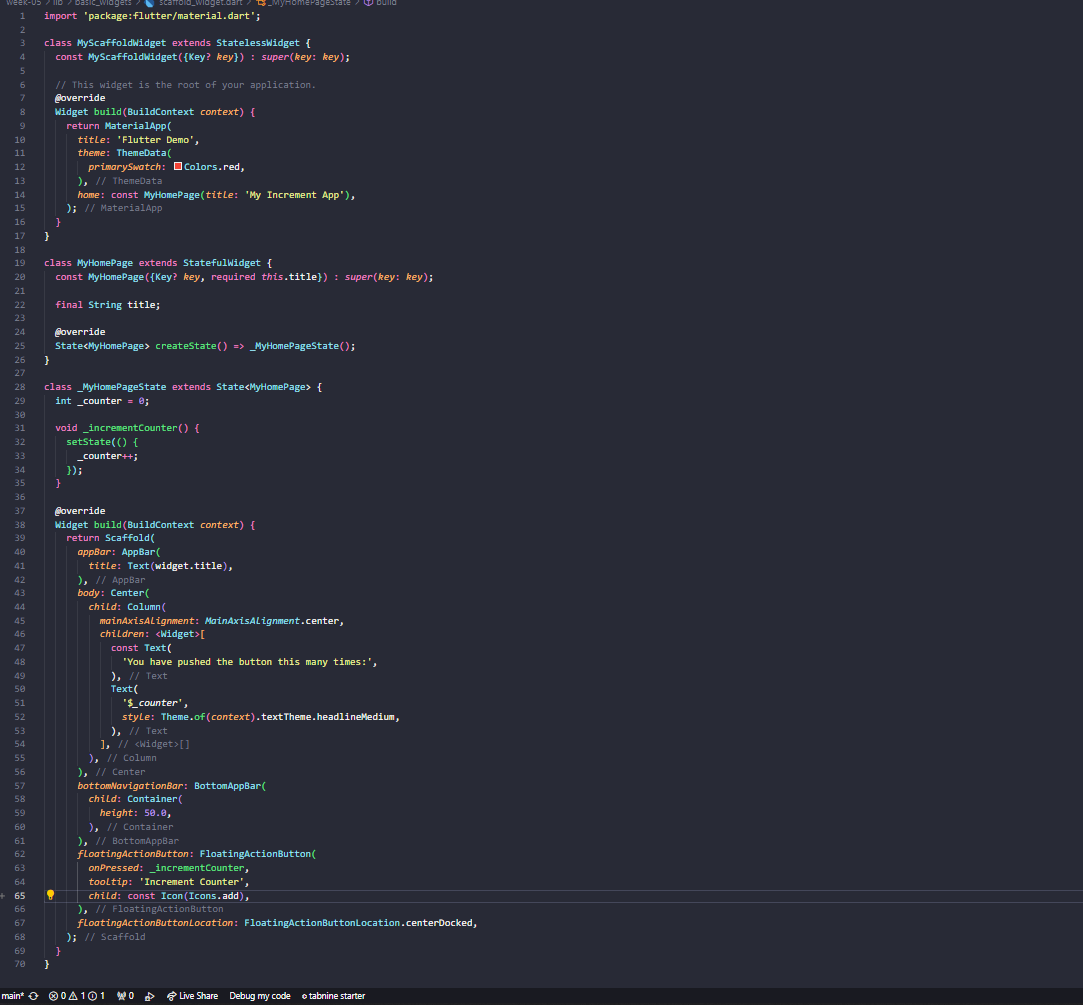 week-05 > lib > basic_widgets > scaffold_widget.dart > _MyHomePageState > build
1 import 'package:flutter/material.dart';
2
3 class MyScaffoldWidget extends StatelessWidget {
4 const MyScaffoldWidget({Key? key}) : super(key: key);
5
6 // This widget is the root of your application.
7 @override
8 Widget build(BuildContext context) {
9 return MaterialApp(
10 title: 'Flutter Demo',
11 theme: ThemeData(
12 primarySwatch: Colors.red,
13 ), // ThemeData
14 home: const MyHomePage(title: 'My Increment App'),
15 ); // MaterialApp
16 }
17 }
18
19 class MyHomePage extends StatefulWidget {
20 const MyHomePage({Key? key, required this.title}) : super(key: key);
21
22 final String title;
23
24 @override
25 State<MyHomePage> createState() => _MyHomePageState();
26 }
27
28 class _MyHomePageState extends State<MyHomePage> {
29 int _counter = 0;
30
31 void _incrementCounter() {
32 setState(() {
33 _counter++;
34 });
35 }
36
37 @override
38 Widget build(BuildContext context) {
39 return Scaffold(
40 appBar: AppBar(
41 title: Text(widget.title),
42 ), // AppBar
43 body: Center(
44 child: Column(
45 mainAxisAlignment: MainAxisAlignment.center,
46 children: <Widget>[
47 const Text(
48 'You have pushed the button this many times:',
49 ), // Text
50 Text(
51 '$_counter',
52 style: Theme.of(context).textTheme.headlineMedium,
53 ), // Text
54 ], // <Widget>[]
55 ), // Column
56 ), // Center
57 bottomNavigationBar: BottomAppBar(
58 child: Container(
59 height: 50.0,
60 ), // Container
61 ), // BottomAppBar
62 floatingActionButton: FloatingActionButton(
63 onPressed: _incrementCounter,
64 tooltip: 'Increment Counter',
65 child: const Icon(Icons.add),
66 ), // FloatingActionButton
67 floatingActionButtonLocation: FloatingActionButtonLocation.centerDocked,
68 ); // Scaffold
69 }
70 }
main* 0 1 1 0 Live Share Debug my code tabnine starter